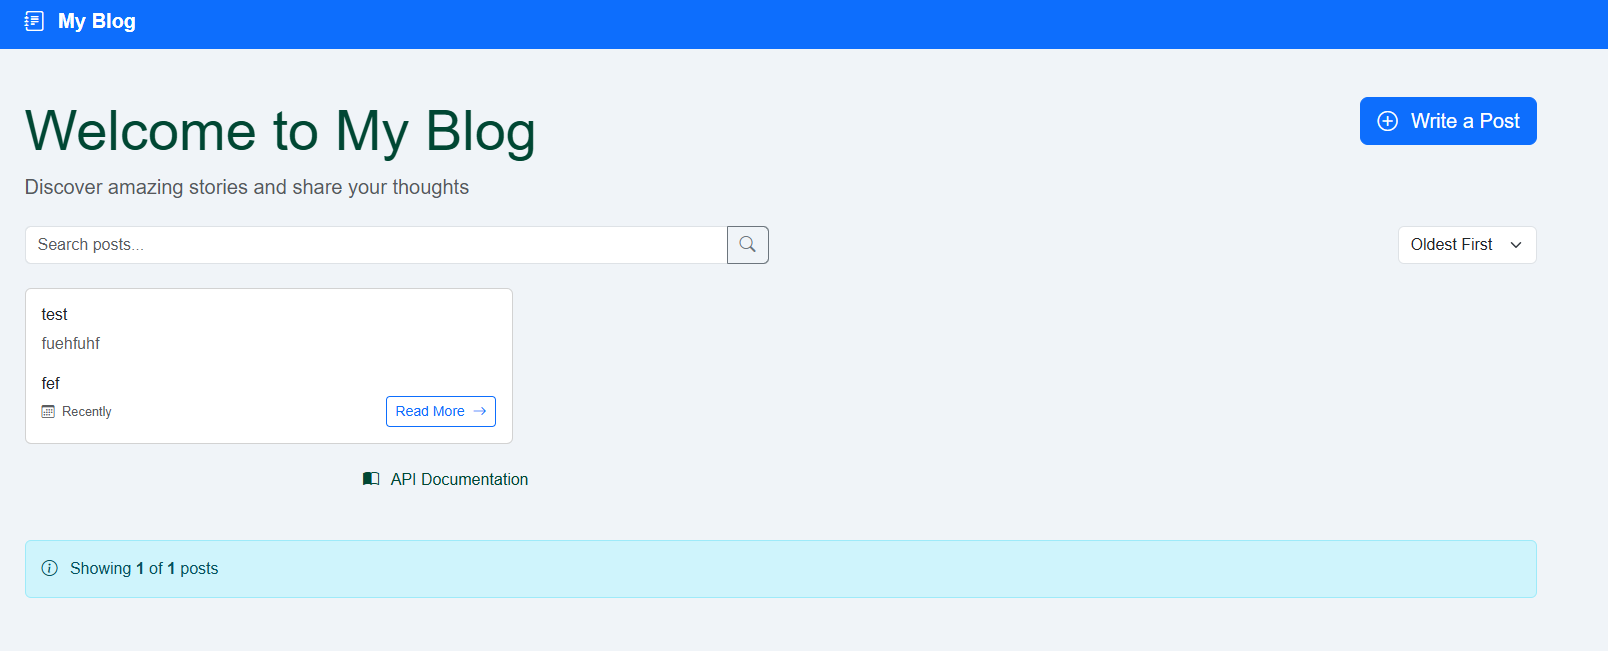 My Blog
Welcome to My Blog
Write a Post
Discover amazing stories and share your thoughts
Search posts...
Oldest First
test
fuehfuhf
fef
Recently
Read More
API Documentation
Showing 1 of 1 posts